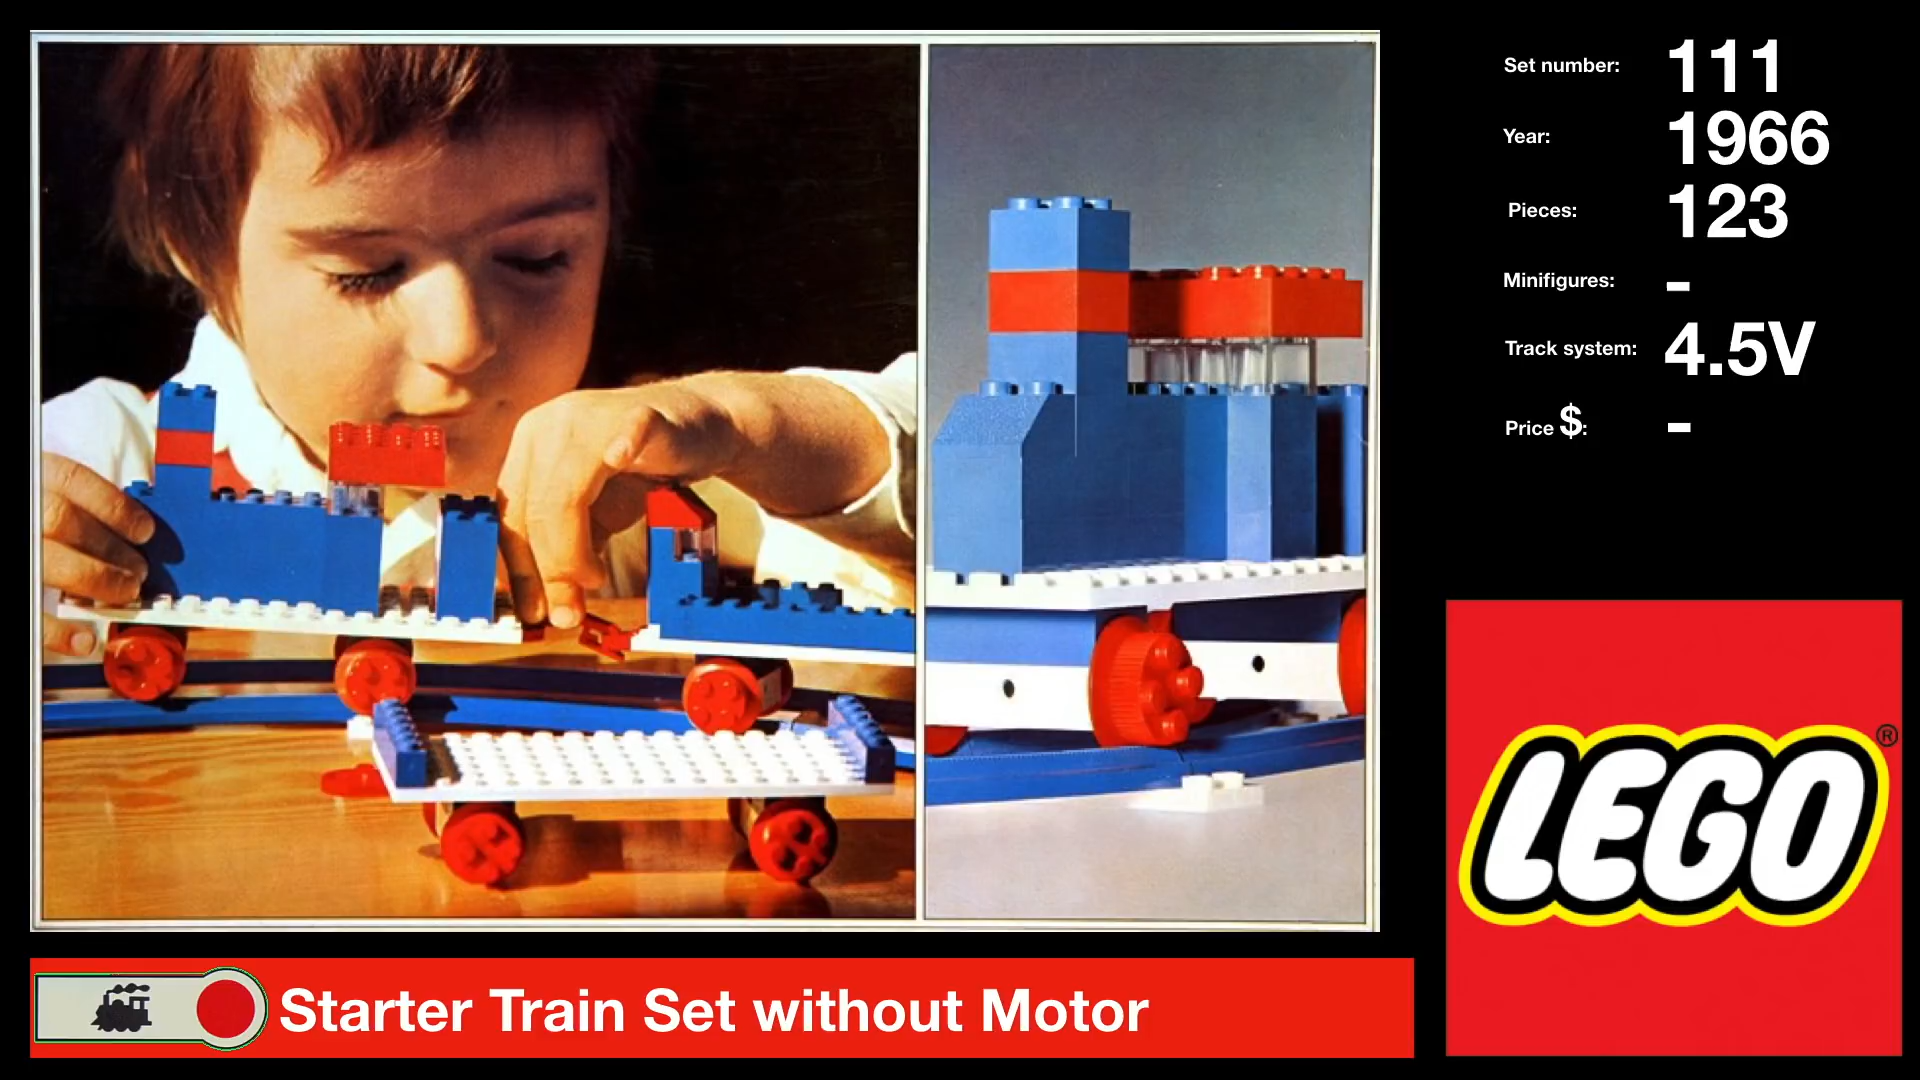 Set number: 111
Year: 1966
Pieces: 123
Minifigures: -
Track system: 4.5V
Price $: -
LEGO®
Starter Train Set without Motor